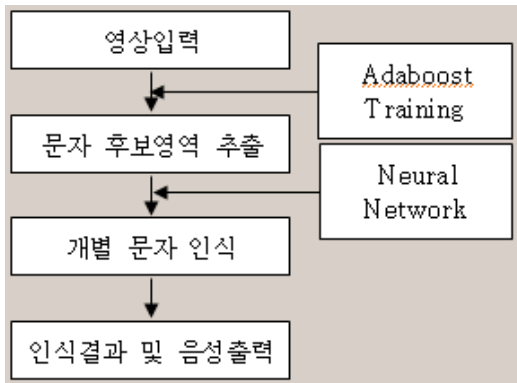 영상입력
Adaboost
Training
문자 후보영역 추출
Neural
Network
개별 문자 인식
인식결과 및 음성출력